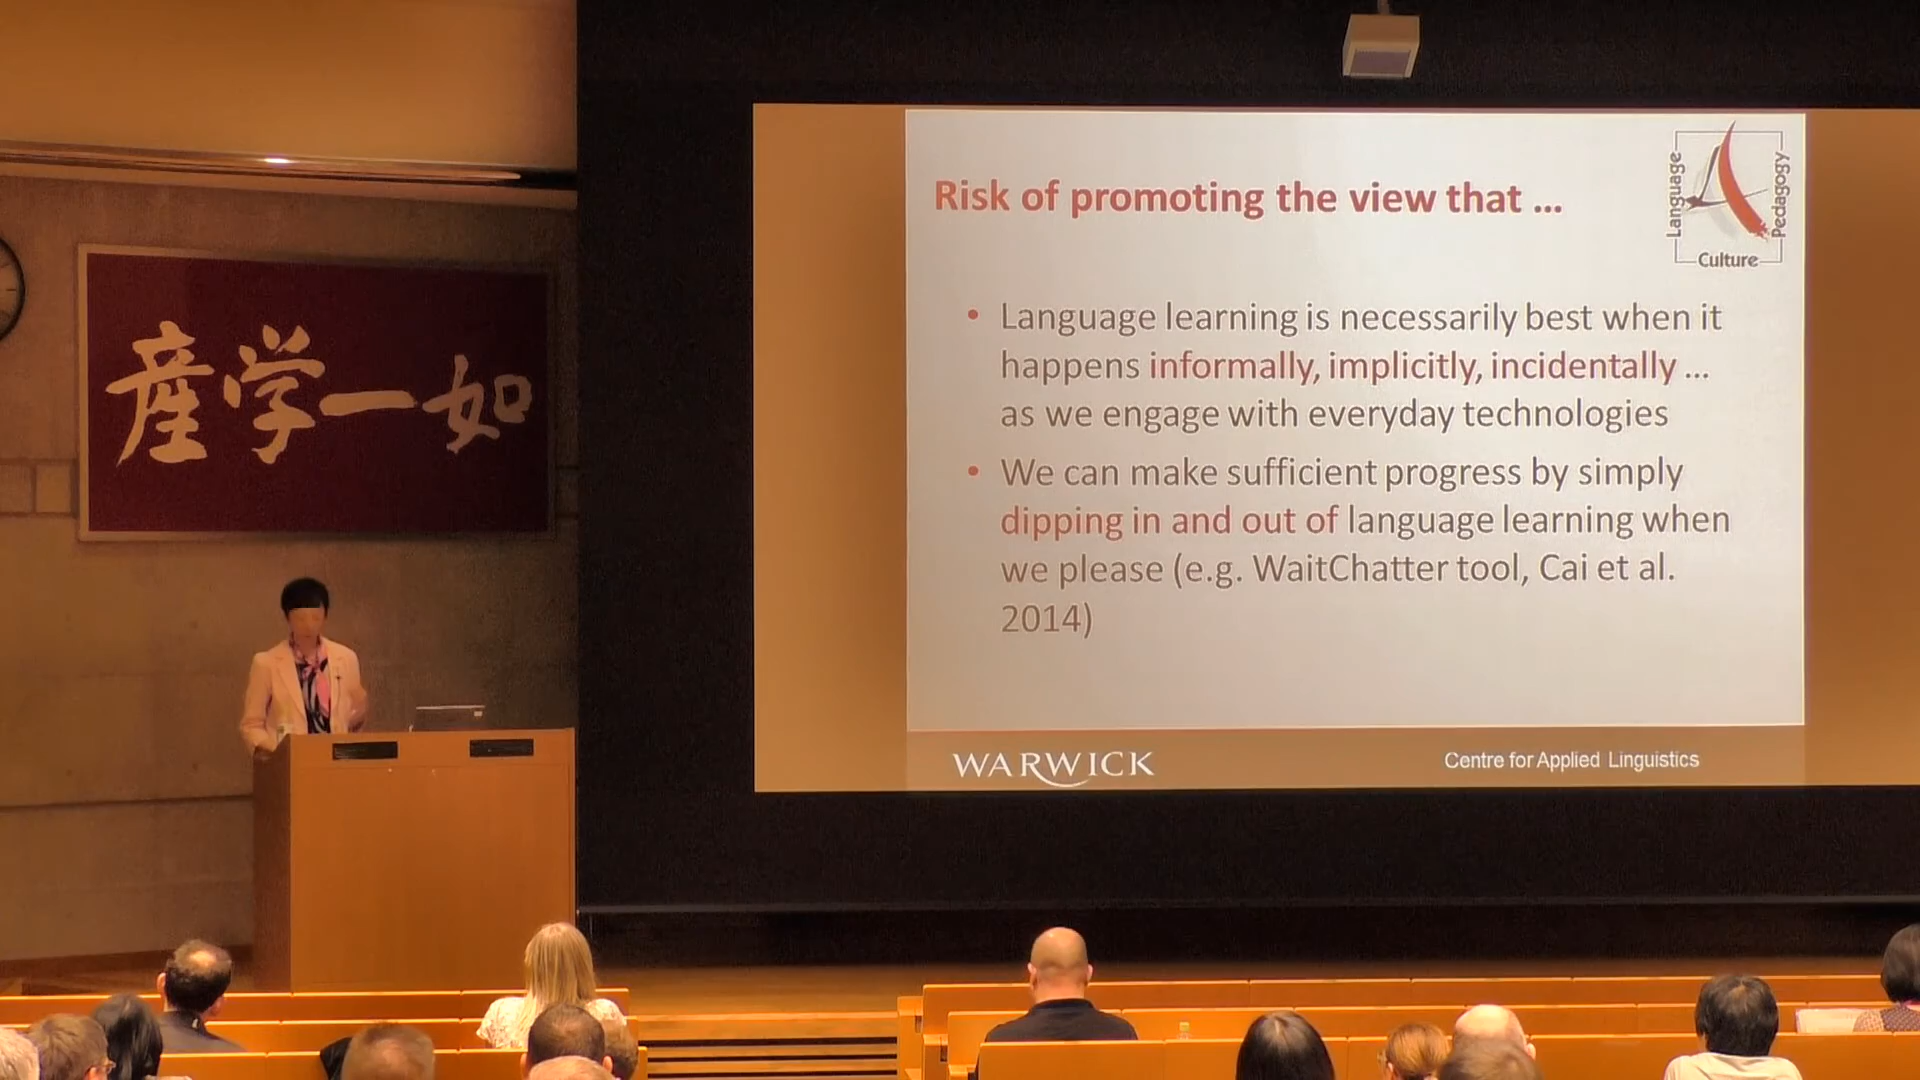 産学一如
Risk of promoting the view that ...
Language
Pedagogy
Culture
• Language learning is necessarily best when it
happens informally, implicitly, incidentally ...
as we engage with everyday technologies
• We can make sufficient progress by simply
dipping in and out of language learning when
we please (e.g. WaitChatter tool, Cai et al.
2014)
WARWICK
Centre for Applied Linguistics